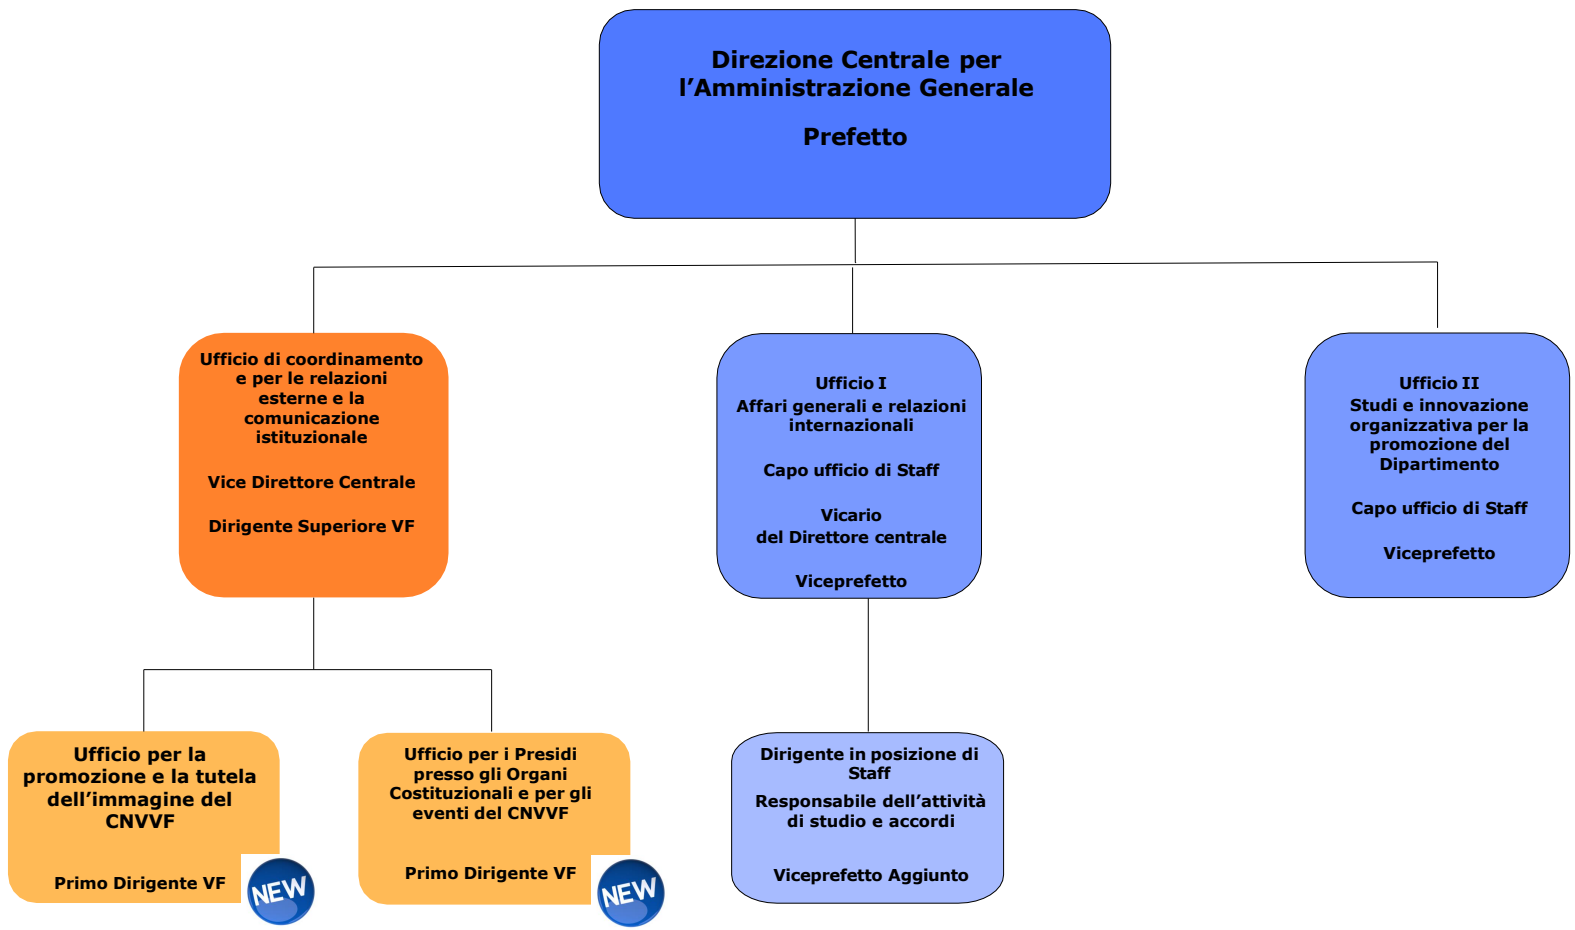 Direzione Centrale per
l’Amministrazione Generale
Prefetto
Ufficio di coordinamento
e per le relazioni
esterne e la
comunicazione
istituzionale
Vice Direttore Centrale
Dirigente Superiore VF
Ufficio I
Affari generali e relazioni
internazionali
Capo ufficio di Staff
Vicario
del Direttore centrale
Viceprefetto
Ufficio II
Studi e innovazione
organizzativa per la
promozione del
Dipartimento
Capo ufficio di Staff
Viceprefetto
Ufficio per la
promozione e la tutela
dell’immagine del
CNVVF
Primo Dirigente VF
NEW
Ufficio per i Presidi
presso gli Organi
Costituzionali e per gli
eventi del CNVVF
Primo Dirigente VF
NEW
Dirigente in posizione di
Staff
Responsabile dell’attività
di studio e accordi
Viceprefetto Aggiunto